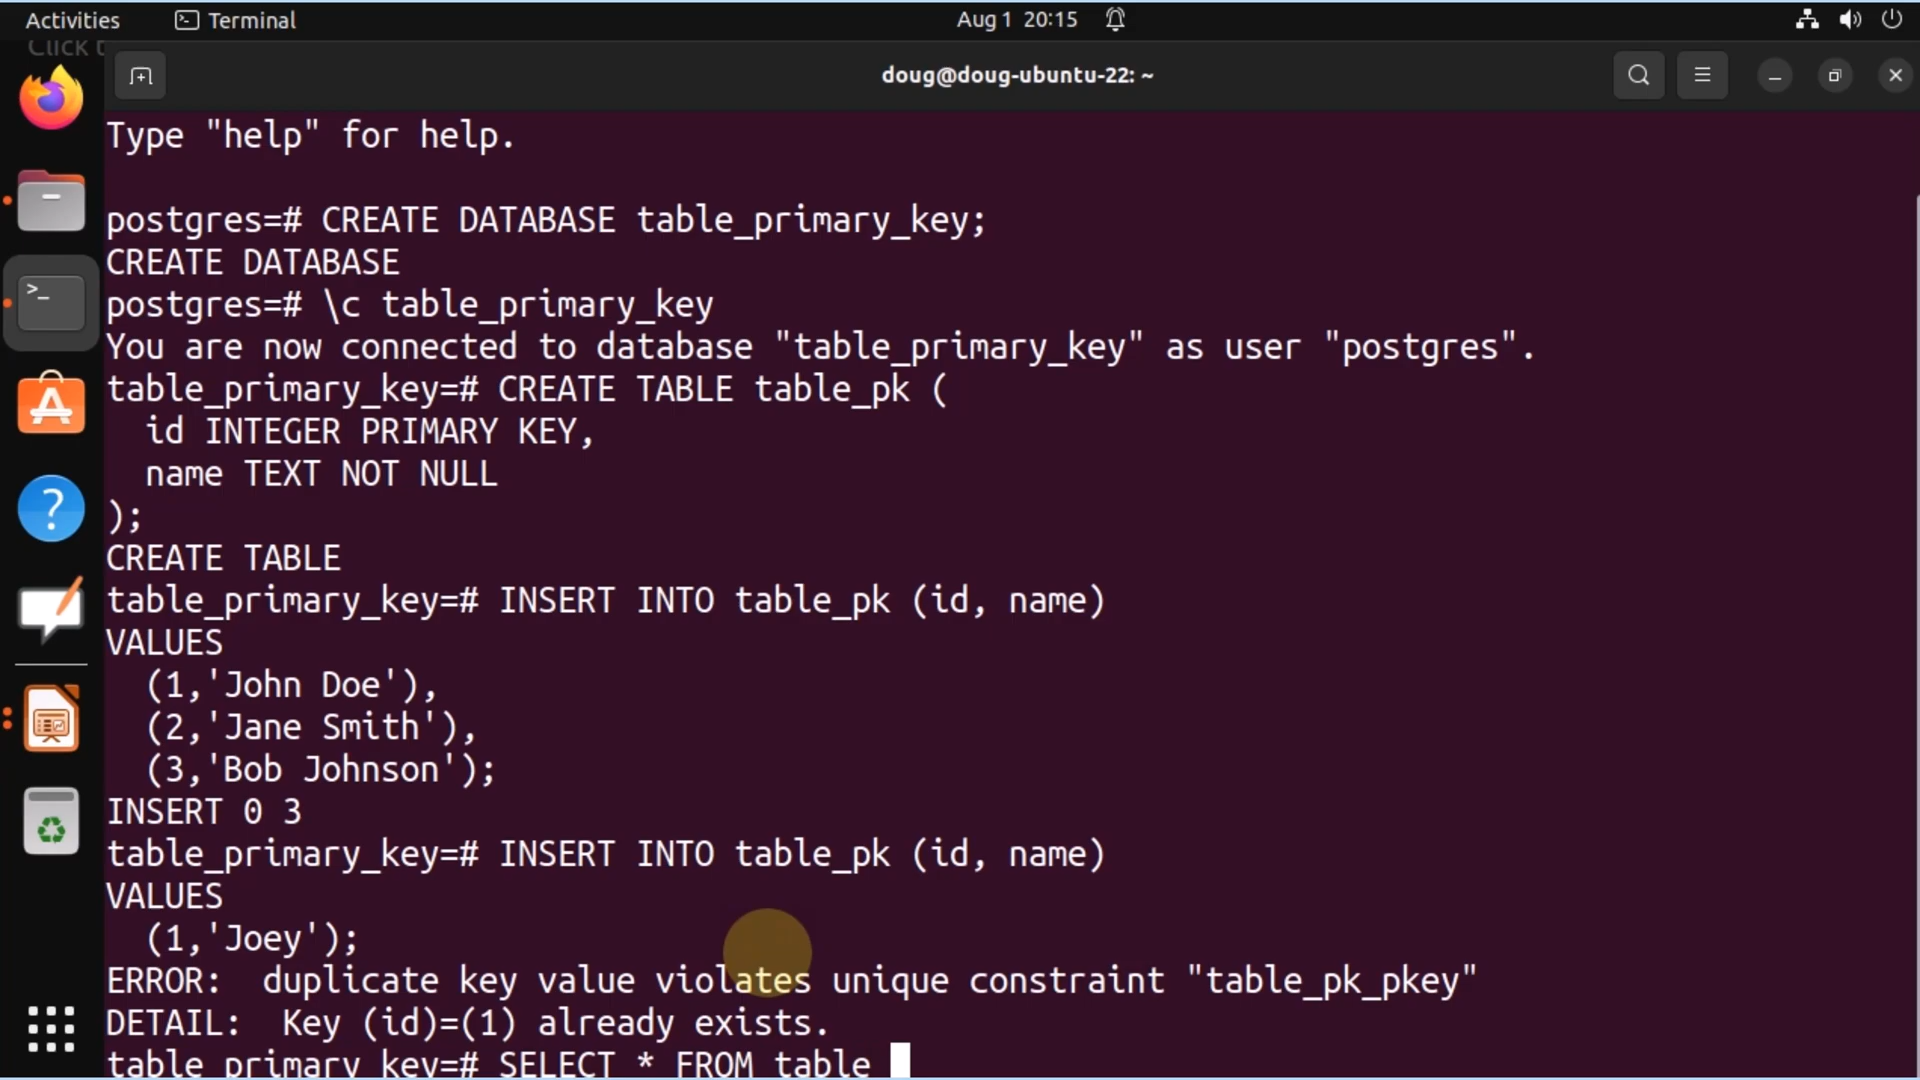 Activities Terminal Aug 1 20:15
Click t
doug@doug-ubuntu-22: ~
Type "help" for help.
postgres=# CREATE DATABASE table_primary_key;
CREATE DATABASE
postgres=# \c table_primary_key
You are now connected to database "table_primary_key" as user "postgres".
table_primary_key=# CREATE TABLE table_pk (
  id INTEGER PRIMARY KEY,
  name TEXT NOT NULL
);
CREATE TABLE
table_primary_key=# INSERT INTO table_pk (id, name)
VALUES
  (1,'John Doe'),
  (2,'Jane Smith'),
  (3,'Bob Johnson');
INSERT 0 3
table_primary_key=# INSERT INTO table_pk (id, name)
VALUES
  (1,'Joey');
ERROR:  duplicate key value violates unique constraint "table_pk_pkey"
DETAIL:  Key (id)=(1) already exists.
table_primary_key=# SELECT * FROM table